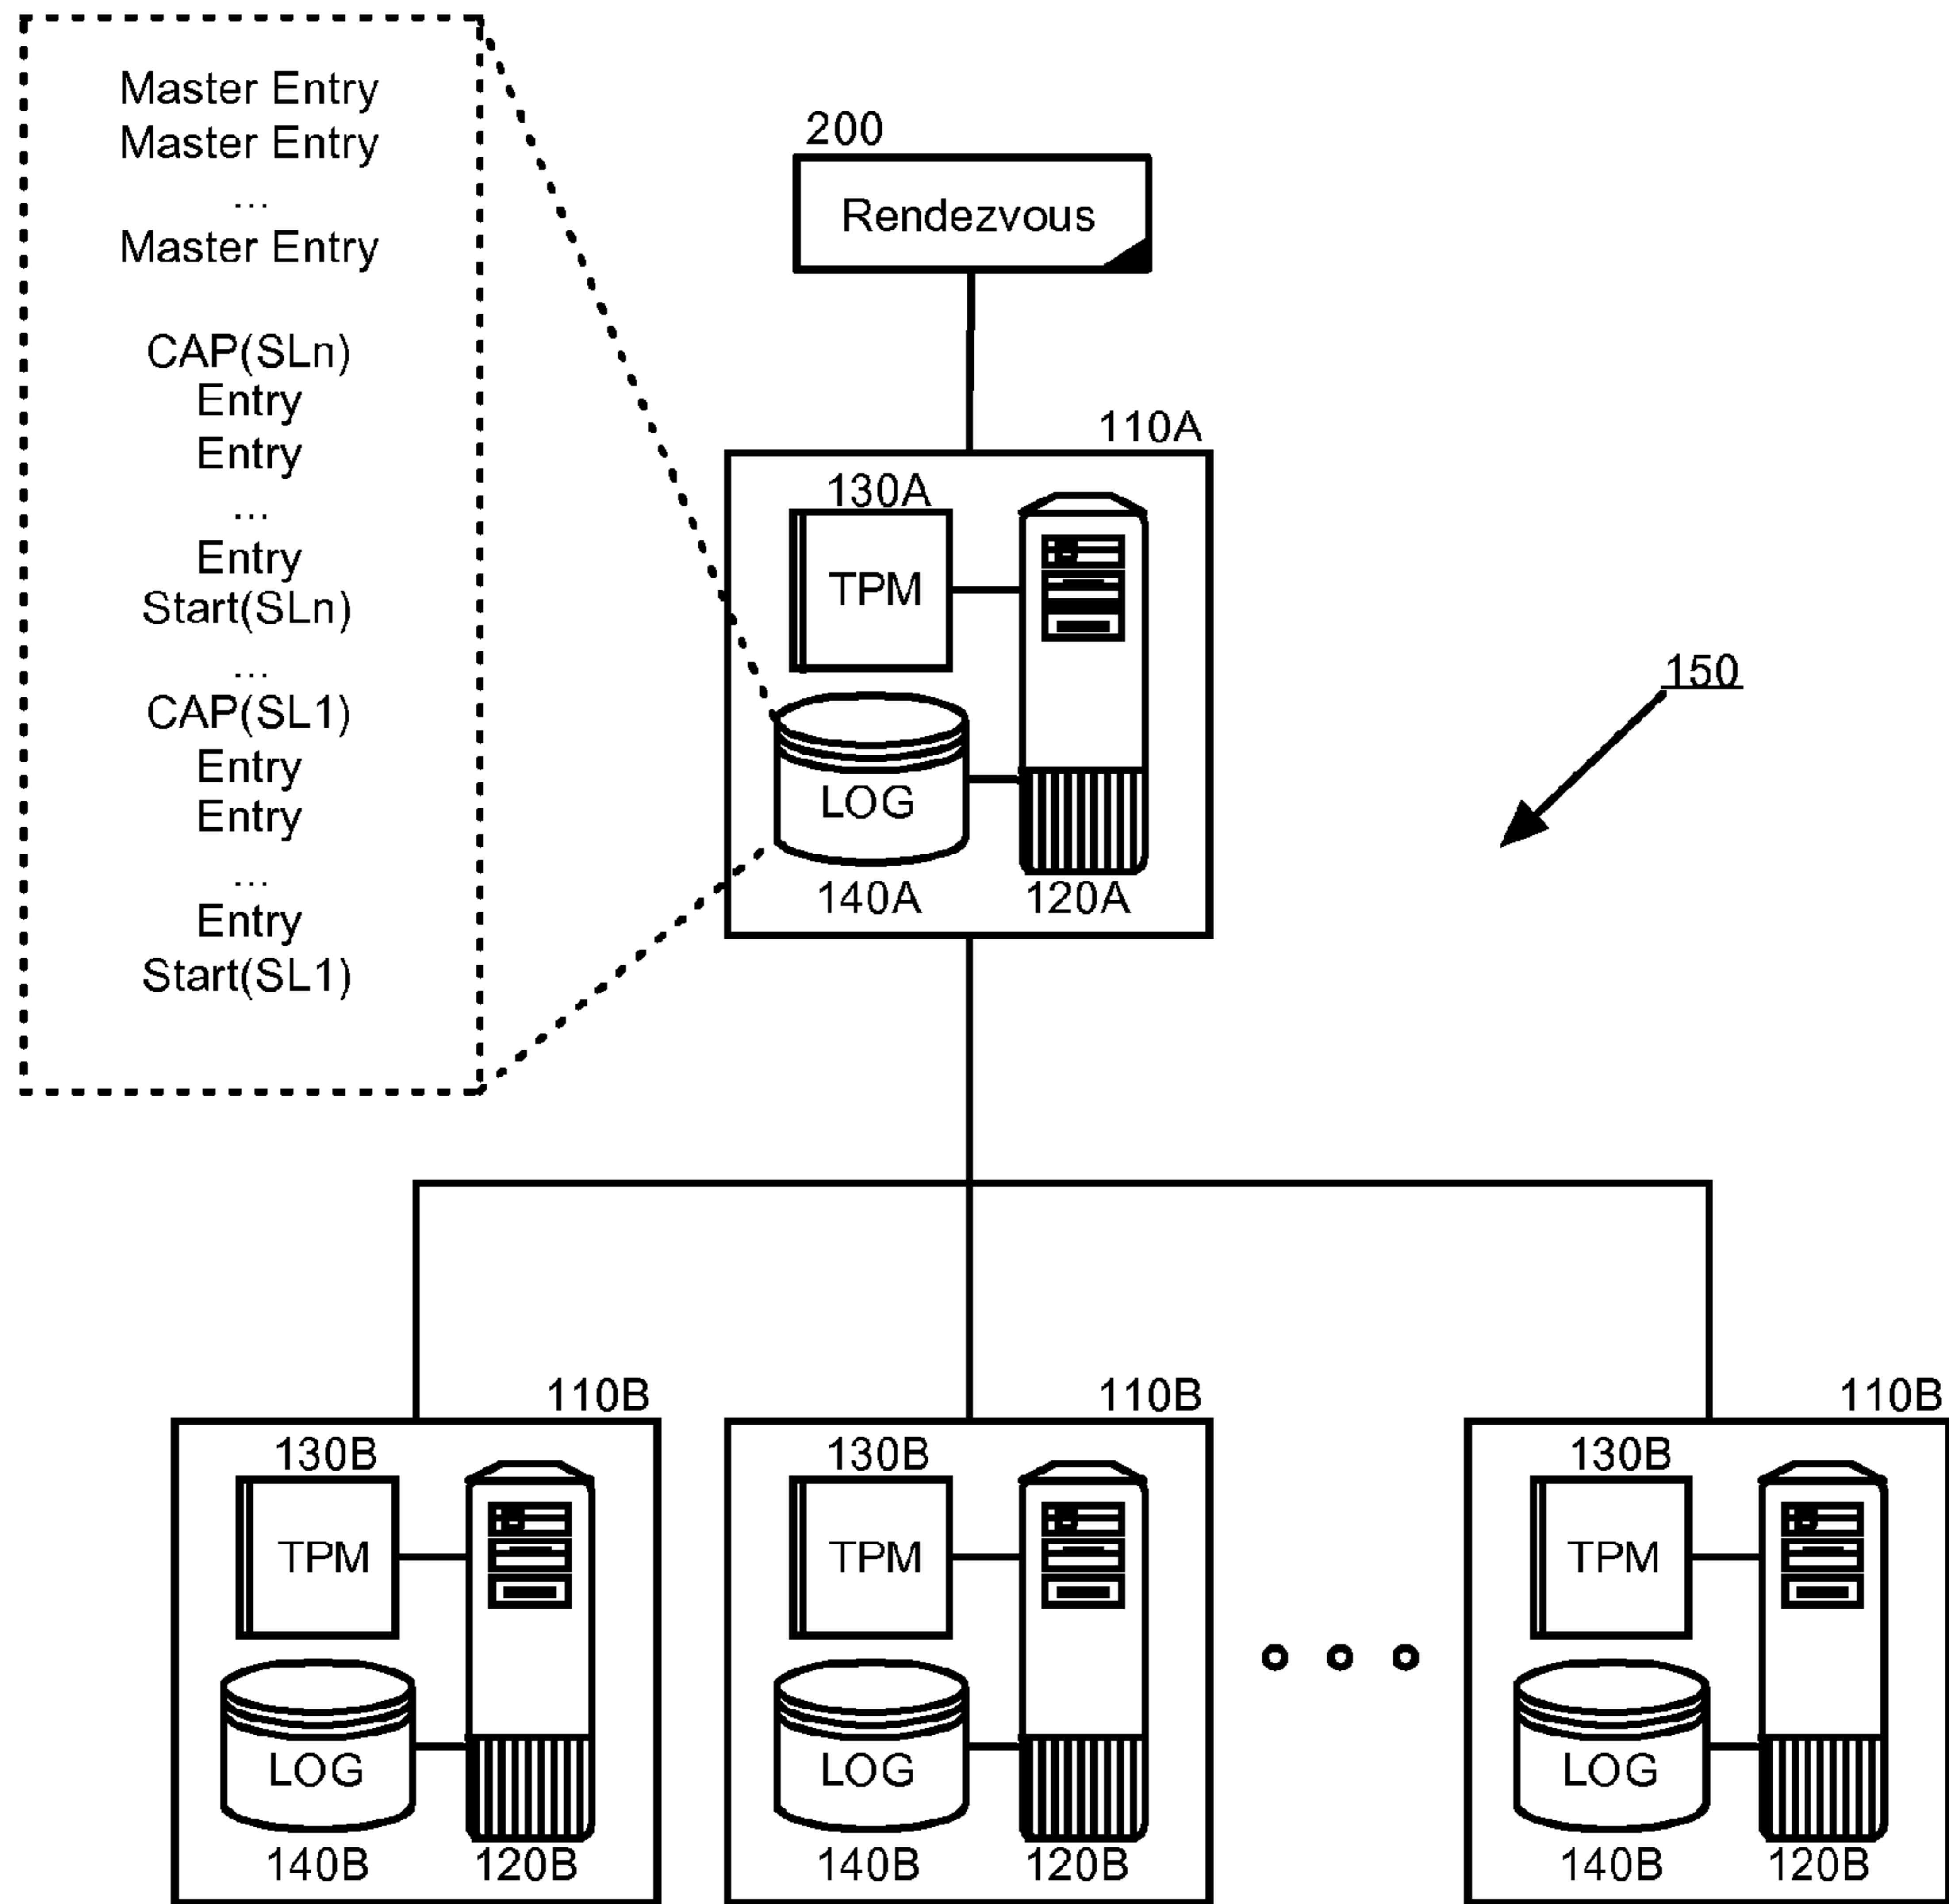 Master Entry
Master Entry
...
Master Entry
CAP(SLn)
Entry
Entry
...
Entry
Start(SLn)
...
CAP(SL1)
Entry
Entry
...
Entry
Start(SL1)
200
Rendezvous
110A
130A
TPM
LOG
140A 120A
150
110B 110B 110B
130B 130B 130B
TPM TPM TPM
LOG LOG LOG
140B 120B 140B 120B 140B 120B